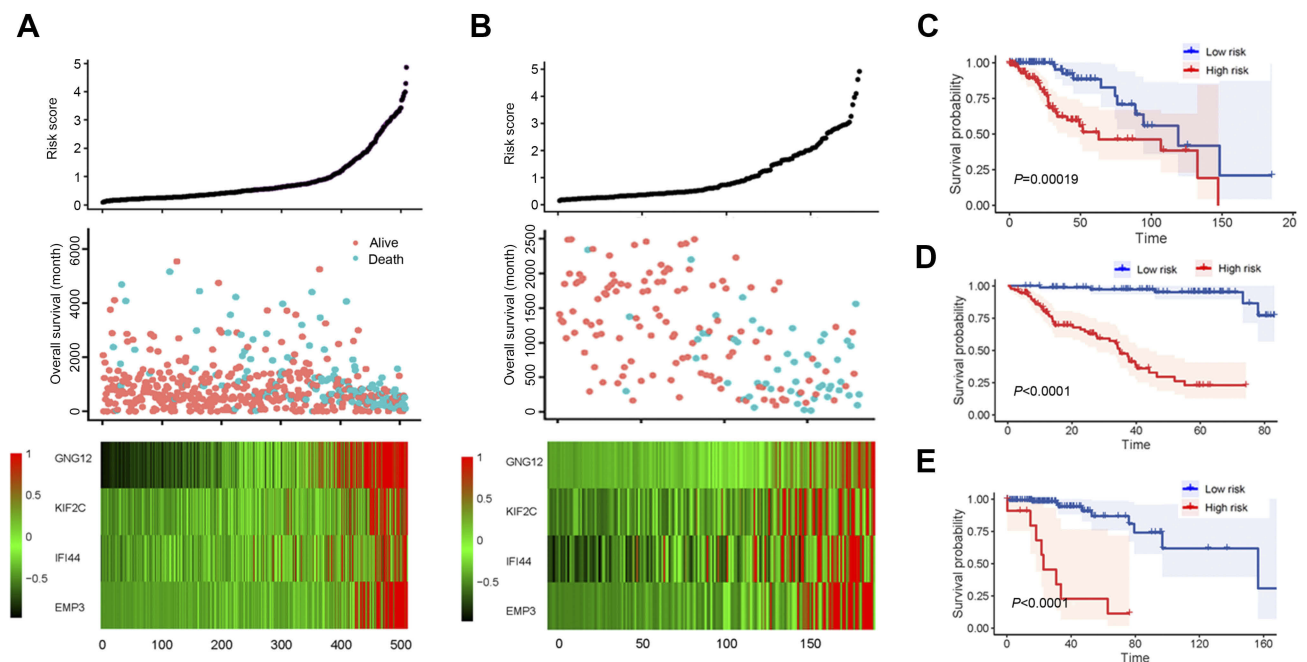 A
5
4
3
2
1
0
Risk score
6000
4000
2000
0
Overall survival (month)
Alive
Death
1
0.5
0
−0.5
GNG12
KIF2C
IFI44
EMP3
0 100 200 300 400 500
B
5
4
3
2
1
0
Risk score
2500
2000
1500
1000
500
0
Overall survival (month)
1
0.5
0
−0.5
GNG12
KIF2C
IFI44
EMP3
0 50 100 150
C
Low risk
High risk
1.00
0.75
0.50
0.25
0.00
Survival probability
P=0.00019
0 50 100 150 20
Time
D
Low risk High risk
1.00
0.75
0.50
0.25
0.00
Survival probability
P<0.0001
0 20 40 60 80
Time
E
Low risk
High risk
1.00
0.75
0.50
0.25
0.00
Survival probability
P<0.0001
0 40 80 120 160
Time